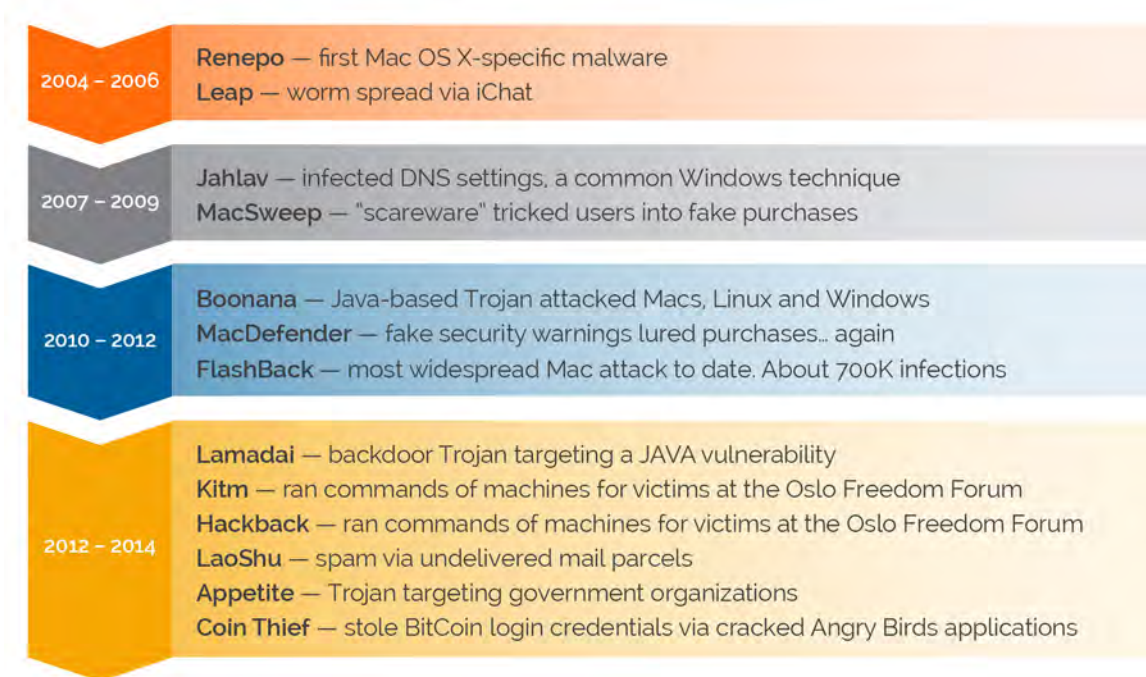 2004 – 2006
Renepo — first Mac OS X-specific malware
Leap — worm spread via iChat
2007 – 2009
Jahlav — infected DNS settings, a common Windows technique
MacSweep — "scareware" tricked users into fake purchases
2010 – 2012
Boonana — Java-based Trojan attacked Macs, Linux and Windows
MacDefender — fake security warnings lured purchases... again
FlashBack — most widespread Mac attack to date. About 700K infections
2012 – 2014
Lamadai — backdoor Trojan targeting a JAVA vulnerability
Kitm — ran commands of machines for victims at the Oslo Freedom Forum
Hackback — ran commands of machines for victims at the Oslo Freedom Forum
LaoShu — spam via undelivered mail parcels
Appetite — Trojan targeting government organizations
Coin Thief — stole BitCoin login credentials via cracked Angry Birds applications